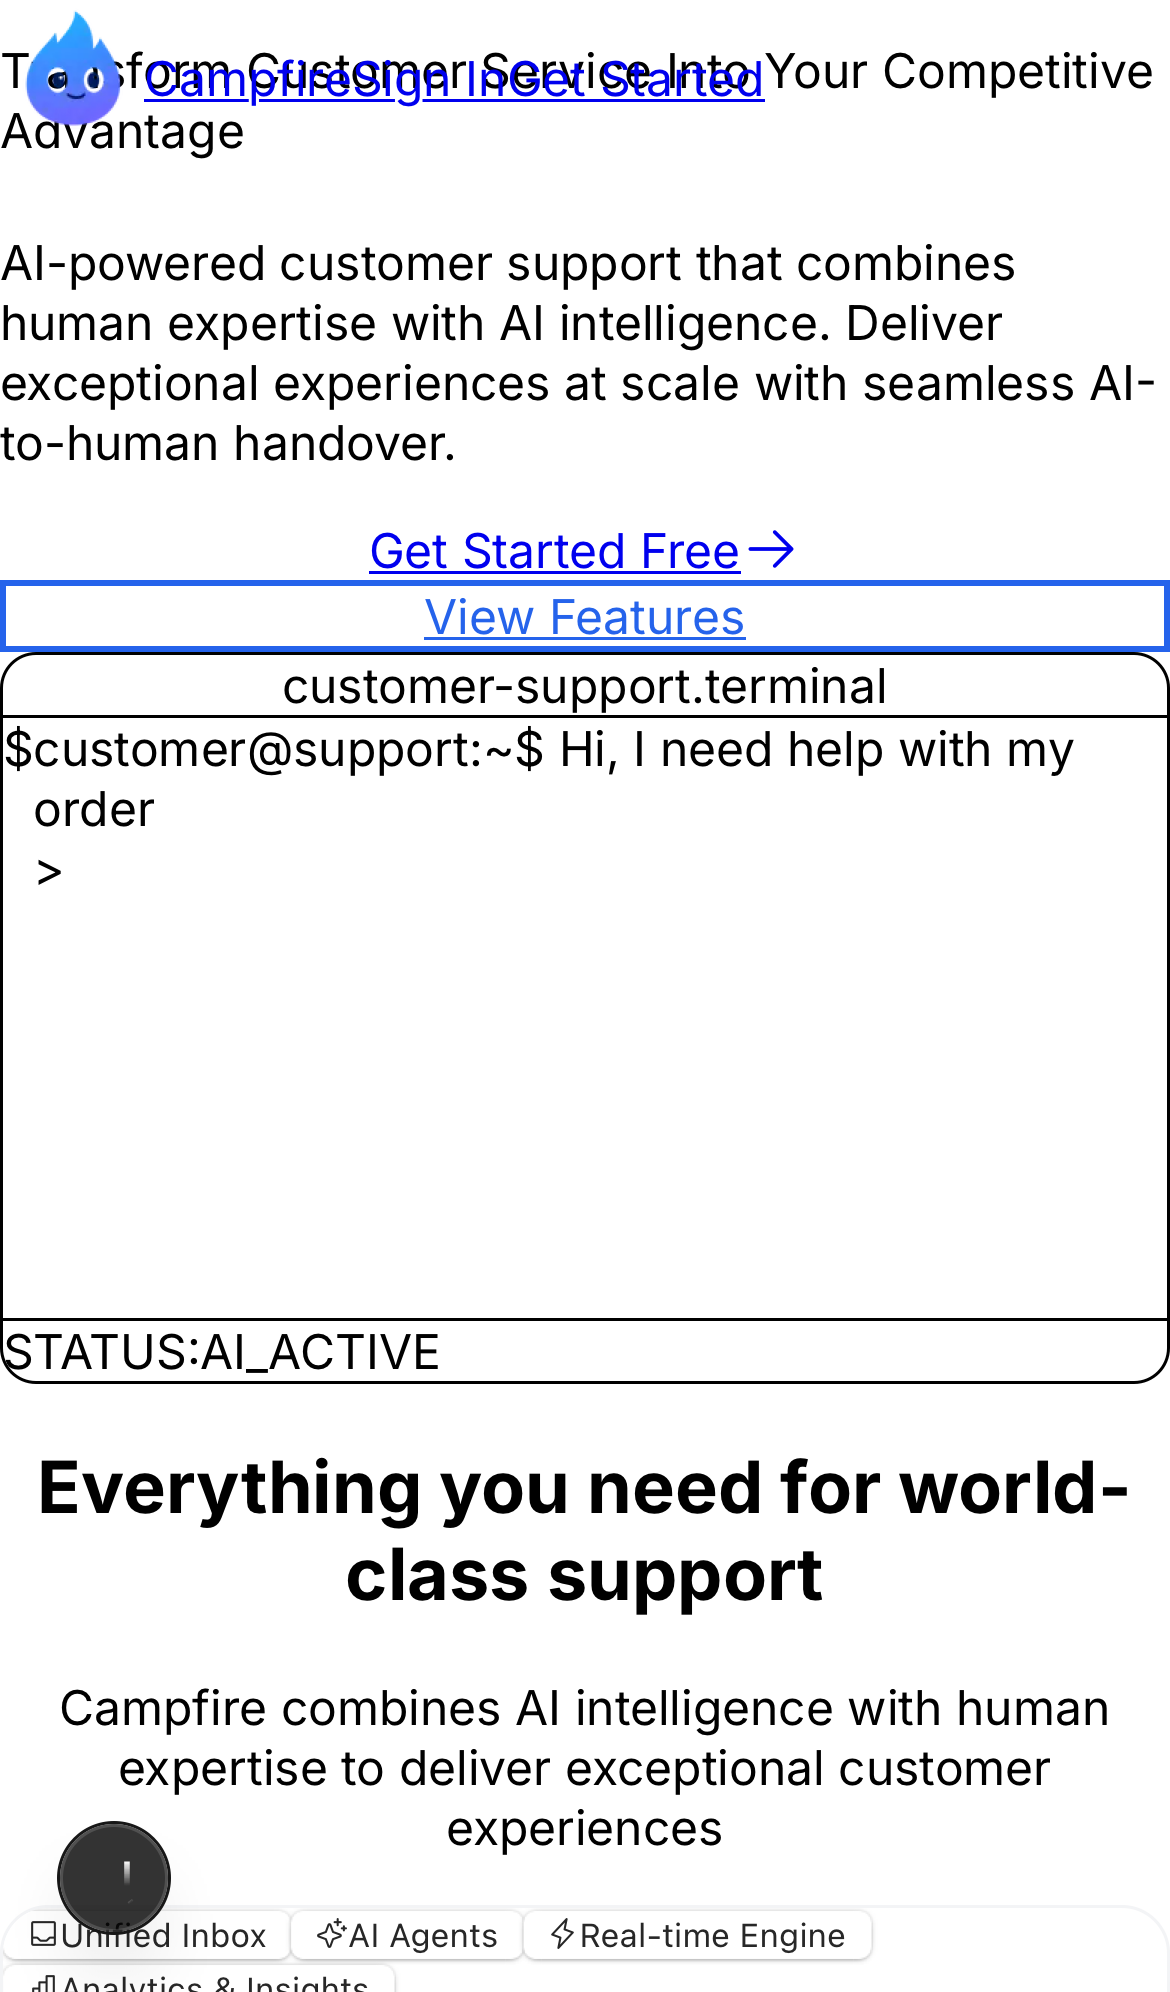 CampfireSign InGet Started
Transform Customer Service Into Your Competitive
Advantage
AI-powered customer support that combines
human expertise with AI intelligence. Deliver
exceptional experiences at scale with seamless AI-
to-human handover.
Get Started Free
View Features
customer-support.terminal
$customer@support:~$ Hi, I need help with my
order
>
STATUS:AI_ACTIVE
Everything you need for world-
class support
Campfire combines AI intelligence with human
expertise to deliver exceptional customer
experiences
Unified Inbox AI Agents Real-time Engine
Analytics & Insights